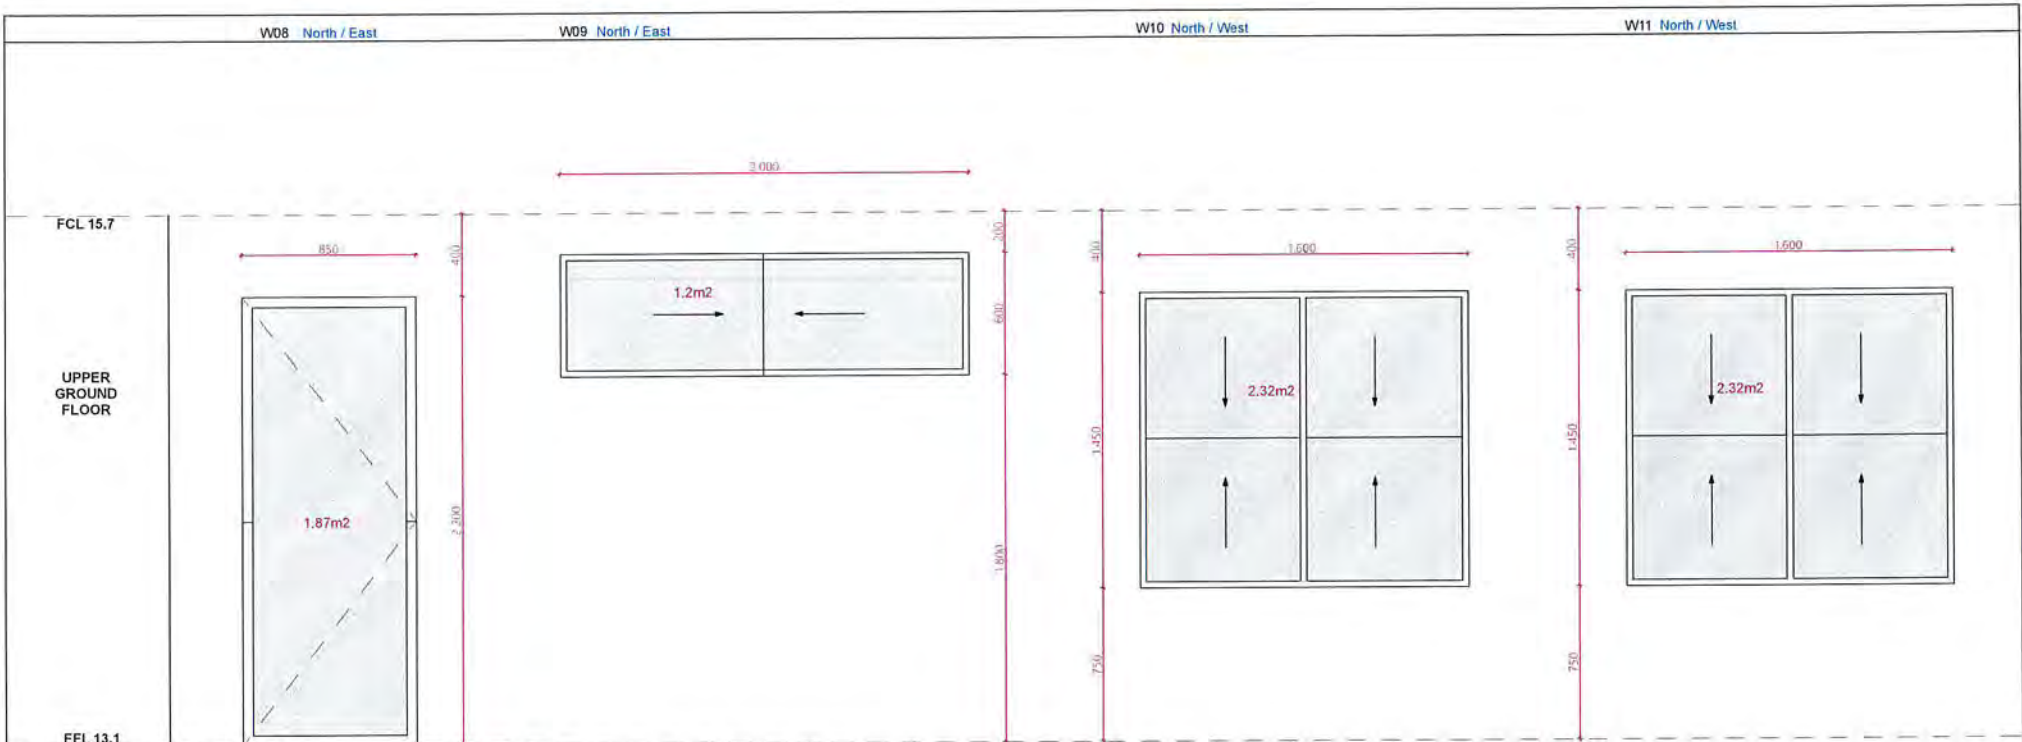 W08 North / East
W09 North / East
W10 North / West
W11 North / West
2.000
FCL 15.7
850
400
200
400
1.600
400
1.600
1.2m2
600
UPPER
GROUND
FLOOR
2.32m2
2.32m2
1.450
1.450
1.87m2
1.800
750
750
FFL 13.1